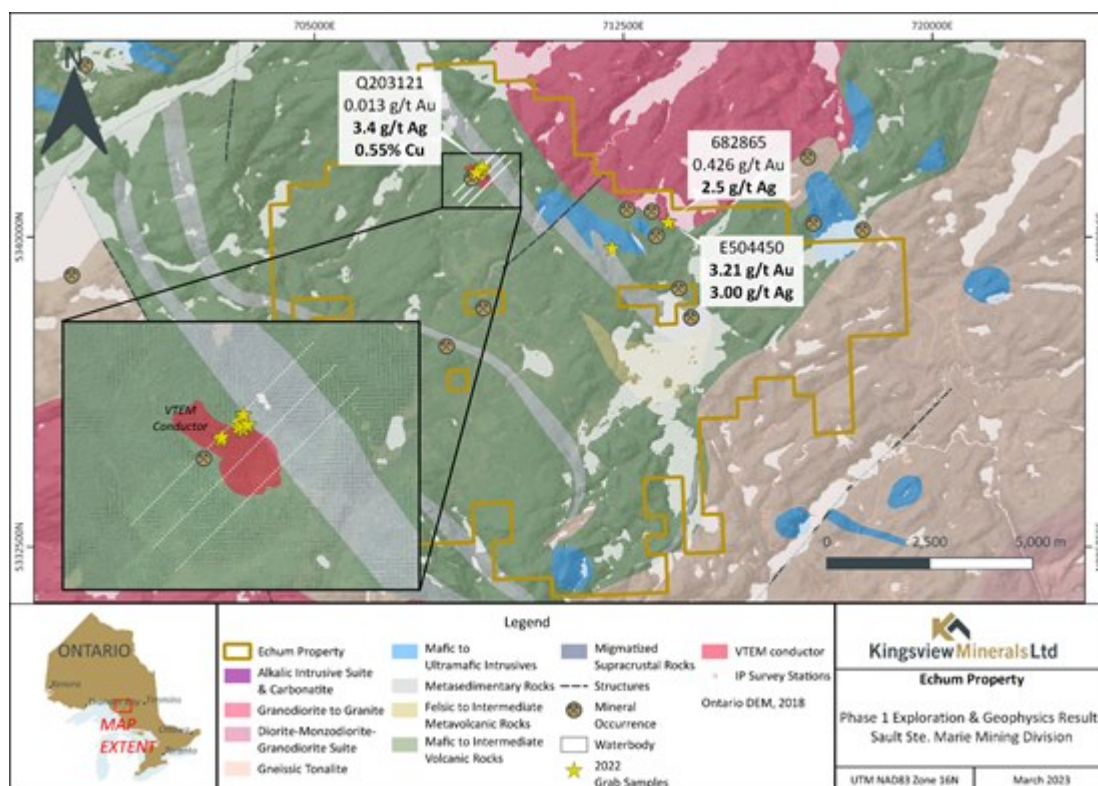 705000E
712500E
720000E
N
Q203121
0.013 g/t Au
3.4 g/t Ag
0.55% Cu
682865
0.426 g/t Au
2.5 g/t Ag
E504450
3.21 g/t Au
3.00 g/t Ag
5340000N
5332500N
VTEM
Conductor
0
2,500
5,000 m
ONTARIO
MAP
EXTENT
Legend
Echum Property
Alkalic Intrusive Suite
& Carbonatite
Granodiorite to Granite
Diorite-Monzodiorite-
Granodiorite Suite
Gneissic Tonalite
Mafic to
Ultramafic Intrusives
Metasedimentary Rocks
Felsic to Intermediate
Metavolcanic Rocks
Mafic to Intermediate
Volcanic Rocks
Migmatized
Supracrustal Rocks
Structures
Mineral
Occurrence
Waterbody
2022
Grab Samples
VTEM conductor
IP Survey Stations
Ontario DEM, 2018
Kingsview Minerals Ltd
Echum Property
Phase 1 Exploration & Geophysics Result
Sault Ste. Marie Mining Division
UTM NAD83 Zone 16N
March 2023